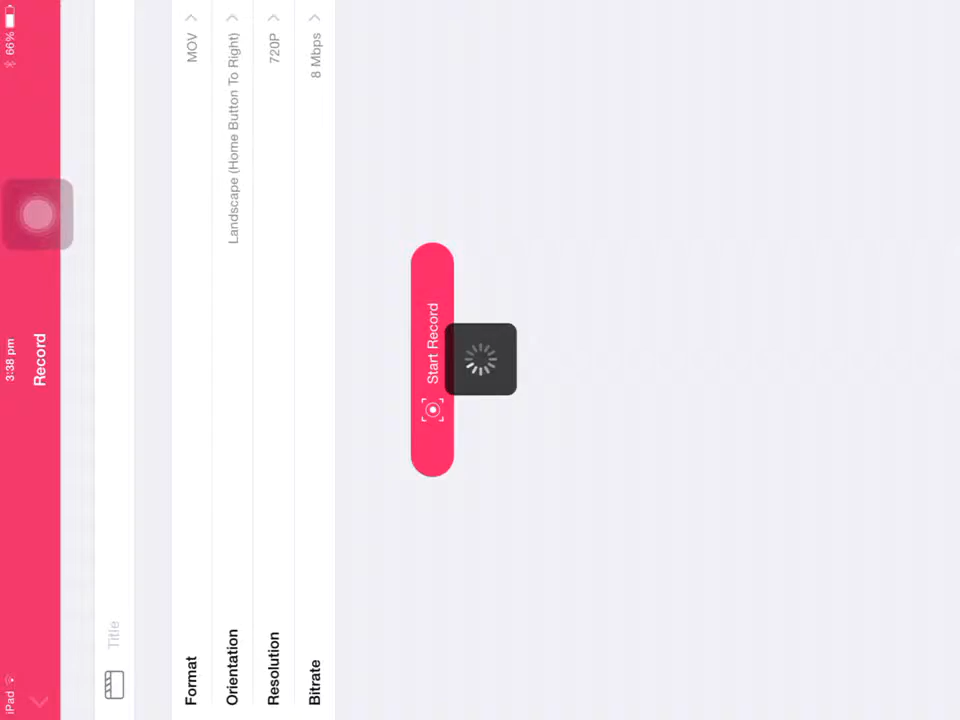 iPad 3:38 pm 66%
Record
Title
Format MOV
Orientation Landscape (Home Button To Right)
Resolution 720P
Bitrate 8 Mbps
Start Record